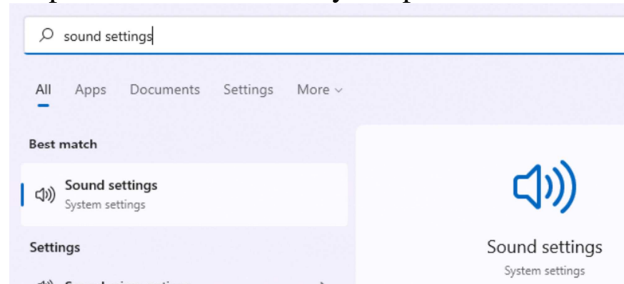 sound settings
All Apps Documents Settings More
Best match
Sound settings
System settings
Settings
Sound settings
System settings